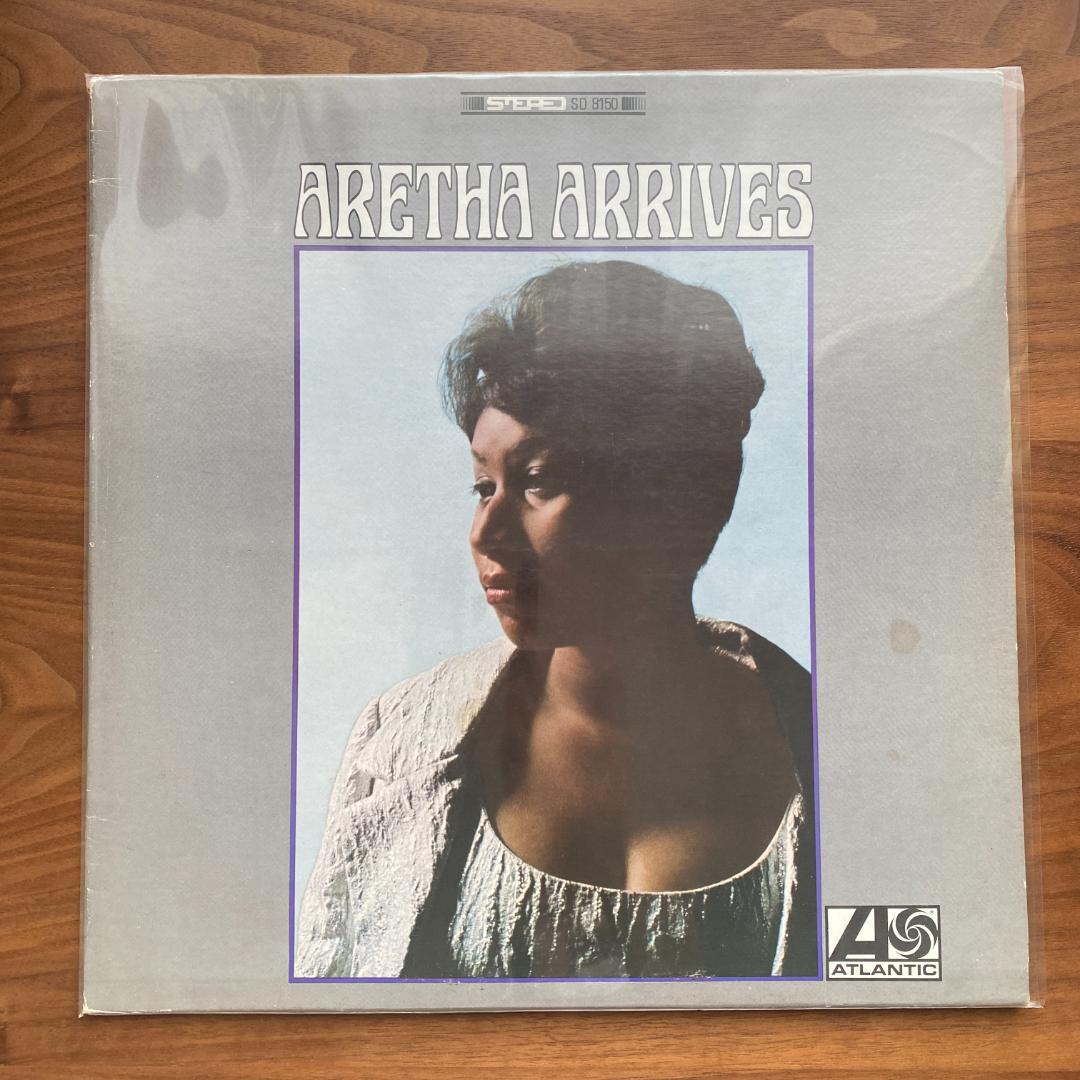 STEREO SD 8150
ARETHA ARRIVES
ATLANTIC